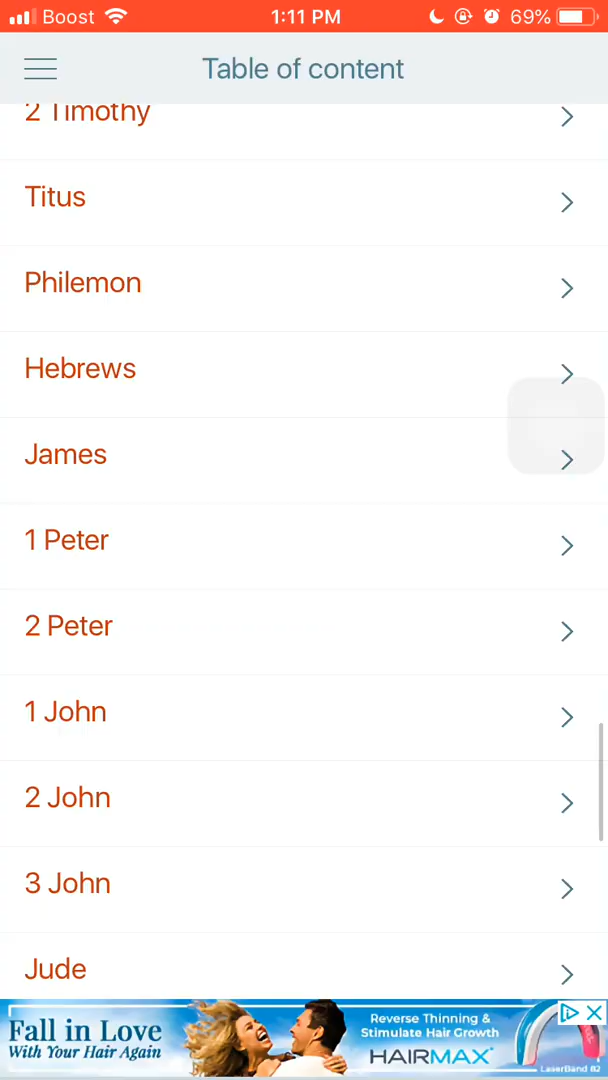 Boost 1:11 PM 69%
Table of content
2 Timothy
Titus
Philemon
Hebrews
James
1 Peter
2 Peter
1 John
2 John
3 John
Jude
Fall in Love
With Your Hair Again
Reverse Thinning &
Stimulate Hair Growth
HAIRMAX
LaserBand 82